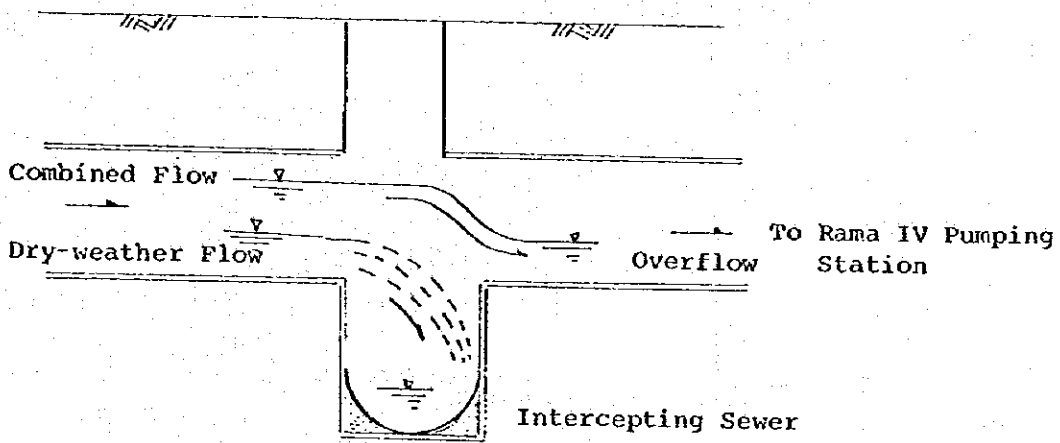 Combined Flow
Dry-weather Flow
To Rama IV Pumping
Station
Overflow
Intercepting Sewer